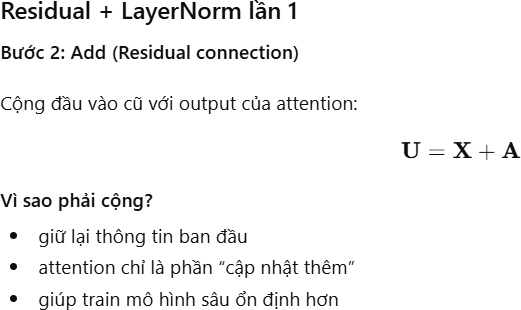 Residual + LayerNorm lần 1
Bước 2: Add (Residual connection)
Cộng đầu vào cũ với output của attention:
U = X + A
Vì sao phải cộng?
• giữ lại thông tin ban đầu
• attention chỉ là phần “cập nhật thêm”
• giúp train mô hình sâu ổn định hơn